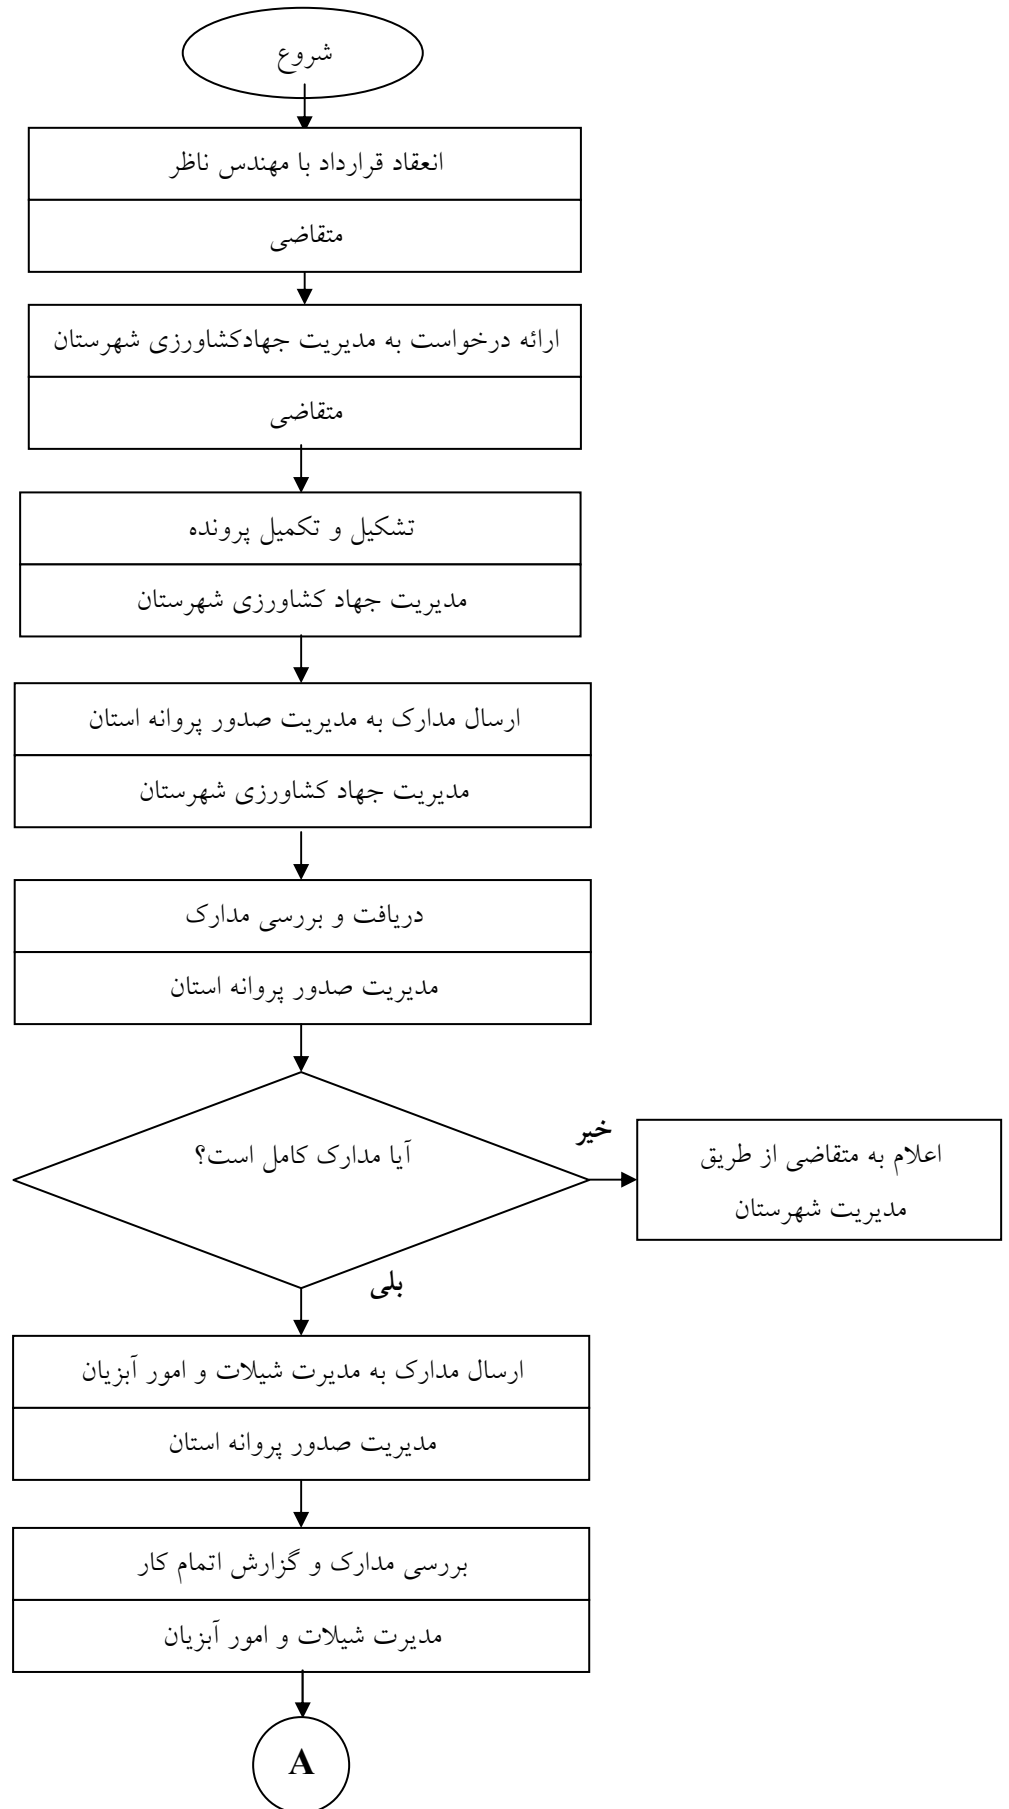 شروع
انعقاد قرارداد با مهندس ناظر
متقاضی
ارائه درخواست به مدیریت جهادکشاورزی شهرستان
متقاضی
تشکیل و تکمیل پرونده
مدیریت جهاد کشاورزی شهرستان
ارسال مدارک به مدیریت صدور پروانه استان
مدیریت جهاد کشاورزی شهرستان
دریافت و بررسی مدارک
مدیریت صدور پروانه استان
آیا مدارک کامل است؟
خیر
اعلام به متقاضی از طریق
مدیریت شهرستان
بلی
ارسال مدارک به مدیرت شیلات و امور آبزیان
مدیریت صدور پروانه استان
بررسی مدارک و گزارش اتمام کار
مدیرت شیلات و امور آبزیان
A